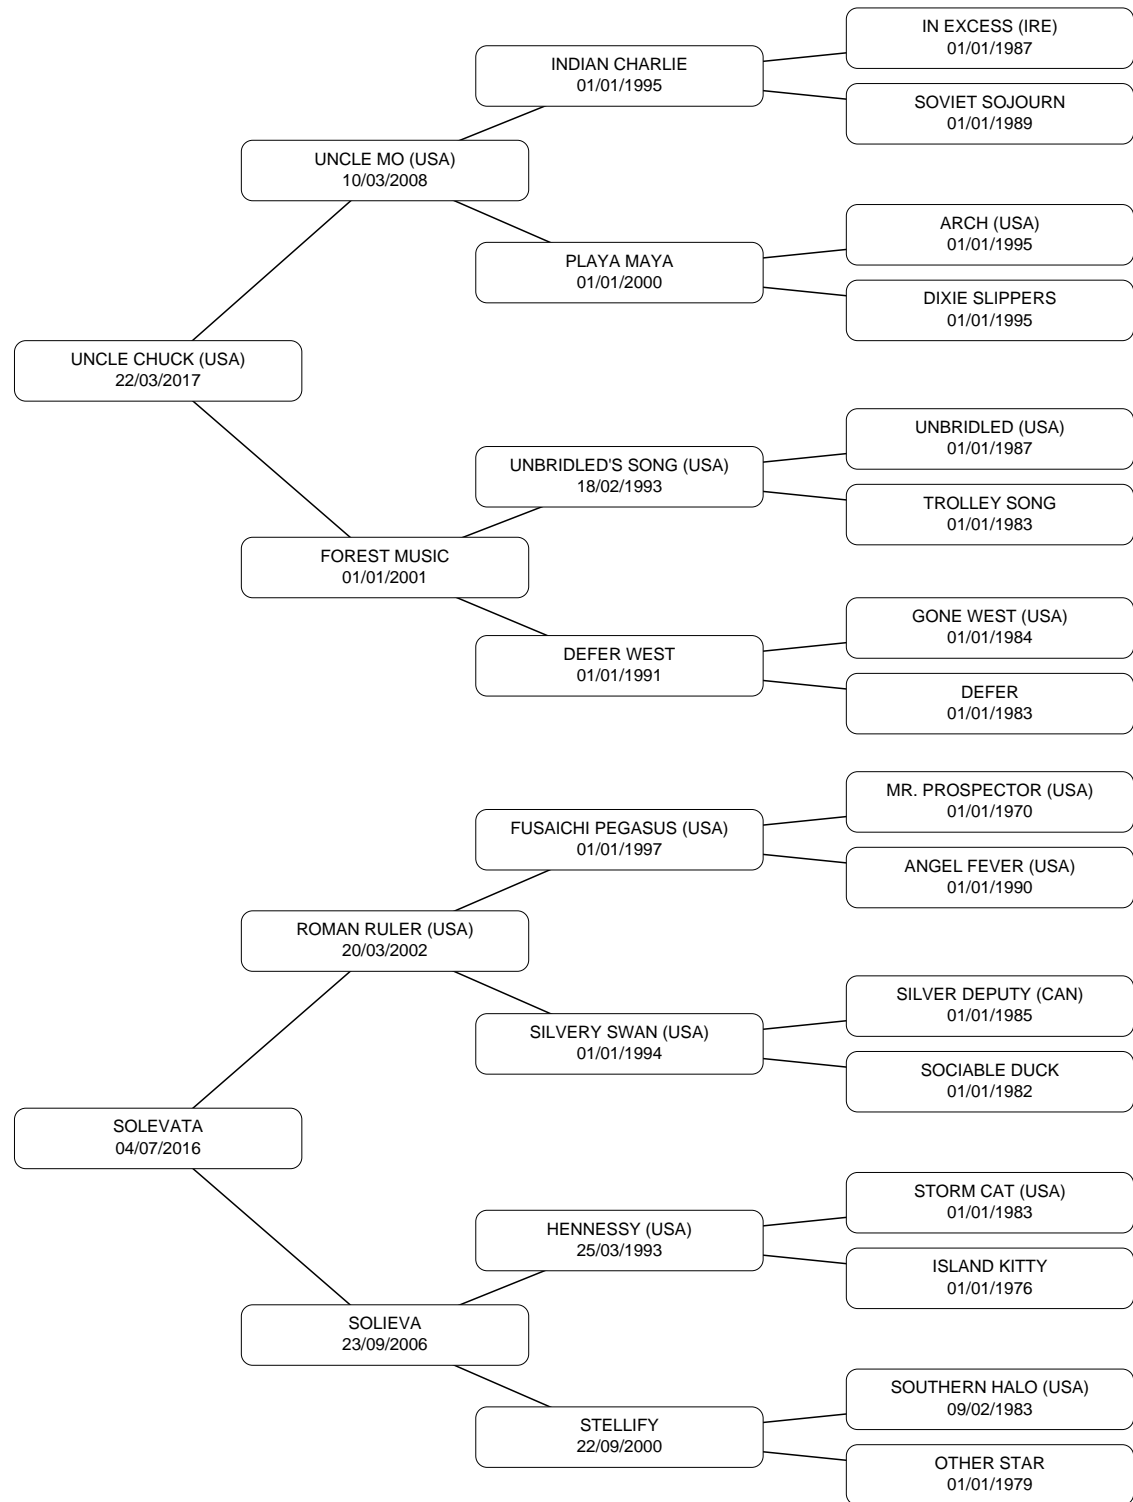 IN EXCESS (IRE)
01/01/1987
INDIAN CHARLIE
01/01/1995
SOVIET SOJOURN
01/01/1989
UNCLE MO (USA)
10/03/2008
ARCH (USA)
01/01/1995
PLAYA MAYA
01/01/2000
DIXIE SLIPPERS
01/01/1995
UNCLE CHUCK (USA)
22/03/2017
UNBRIDLED (USA)
01/01/1987
UNBRIDLED'S SONG (USA)
18/02/1993
TROLLEY SONG
01/01/1983
FOREST MUSIC
01/01/2001
GONE WEST (USA)
01/01/1984
DEFER WEST
01/01/1991
DEFER
01/01/1983
MR. PROSPECTOR (USA)
01/01/1970
FUSAICHI PEGASUS (USA)
01/01/1997
ANGEL FEVER (USA)
01/01/1990
ROMAN RULER (USA)
20/03/2002
SILVER DEPUTY (CAN)
01/01/1985
SILVERY SWAN (USA)
01/01/1994
SOCIABLE DUCK
01/01/1982
SOLEVATA
04/07/2016
STORM CAT (USA)
01/01/1983
HENNESSY (USA)
25/03/1993
ISLAND KITTY
01/01/1976
SOLIEVA
23/09/2006
SOUTHERN HALO (USA)
09/02/1983
STELLIFY
22/09/2000
OTHER STAR
01/01/1979